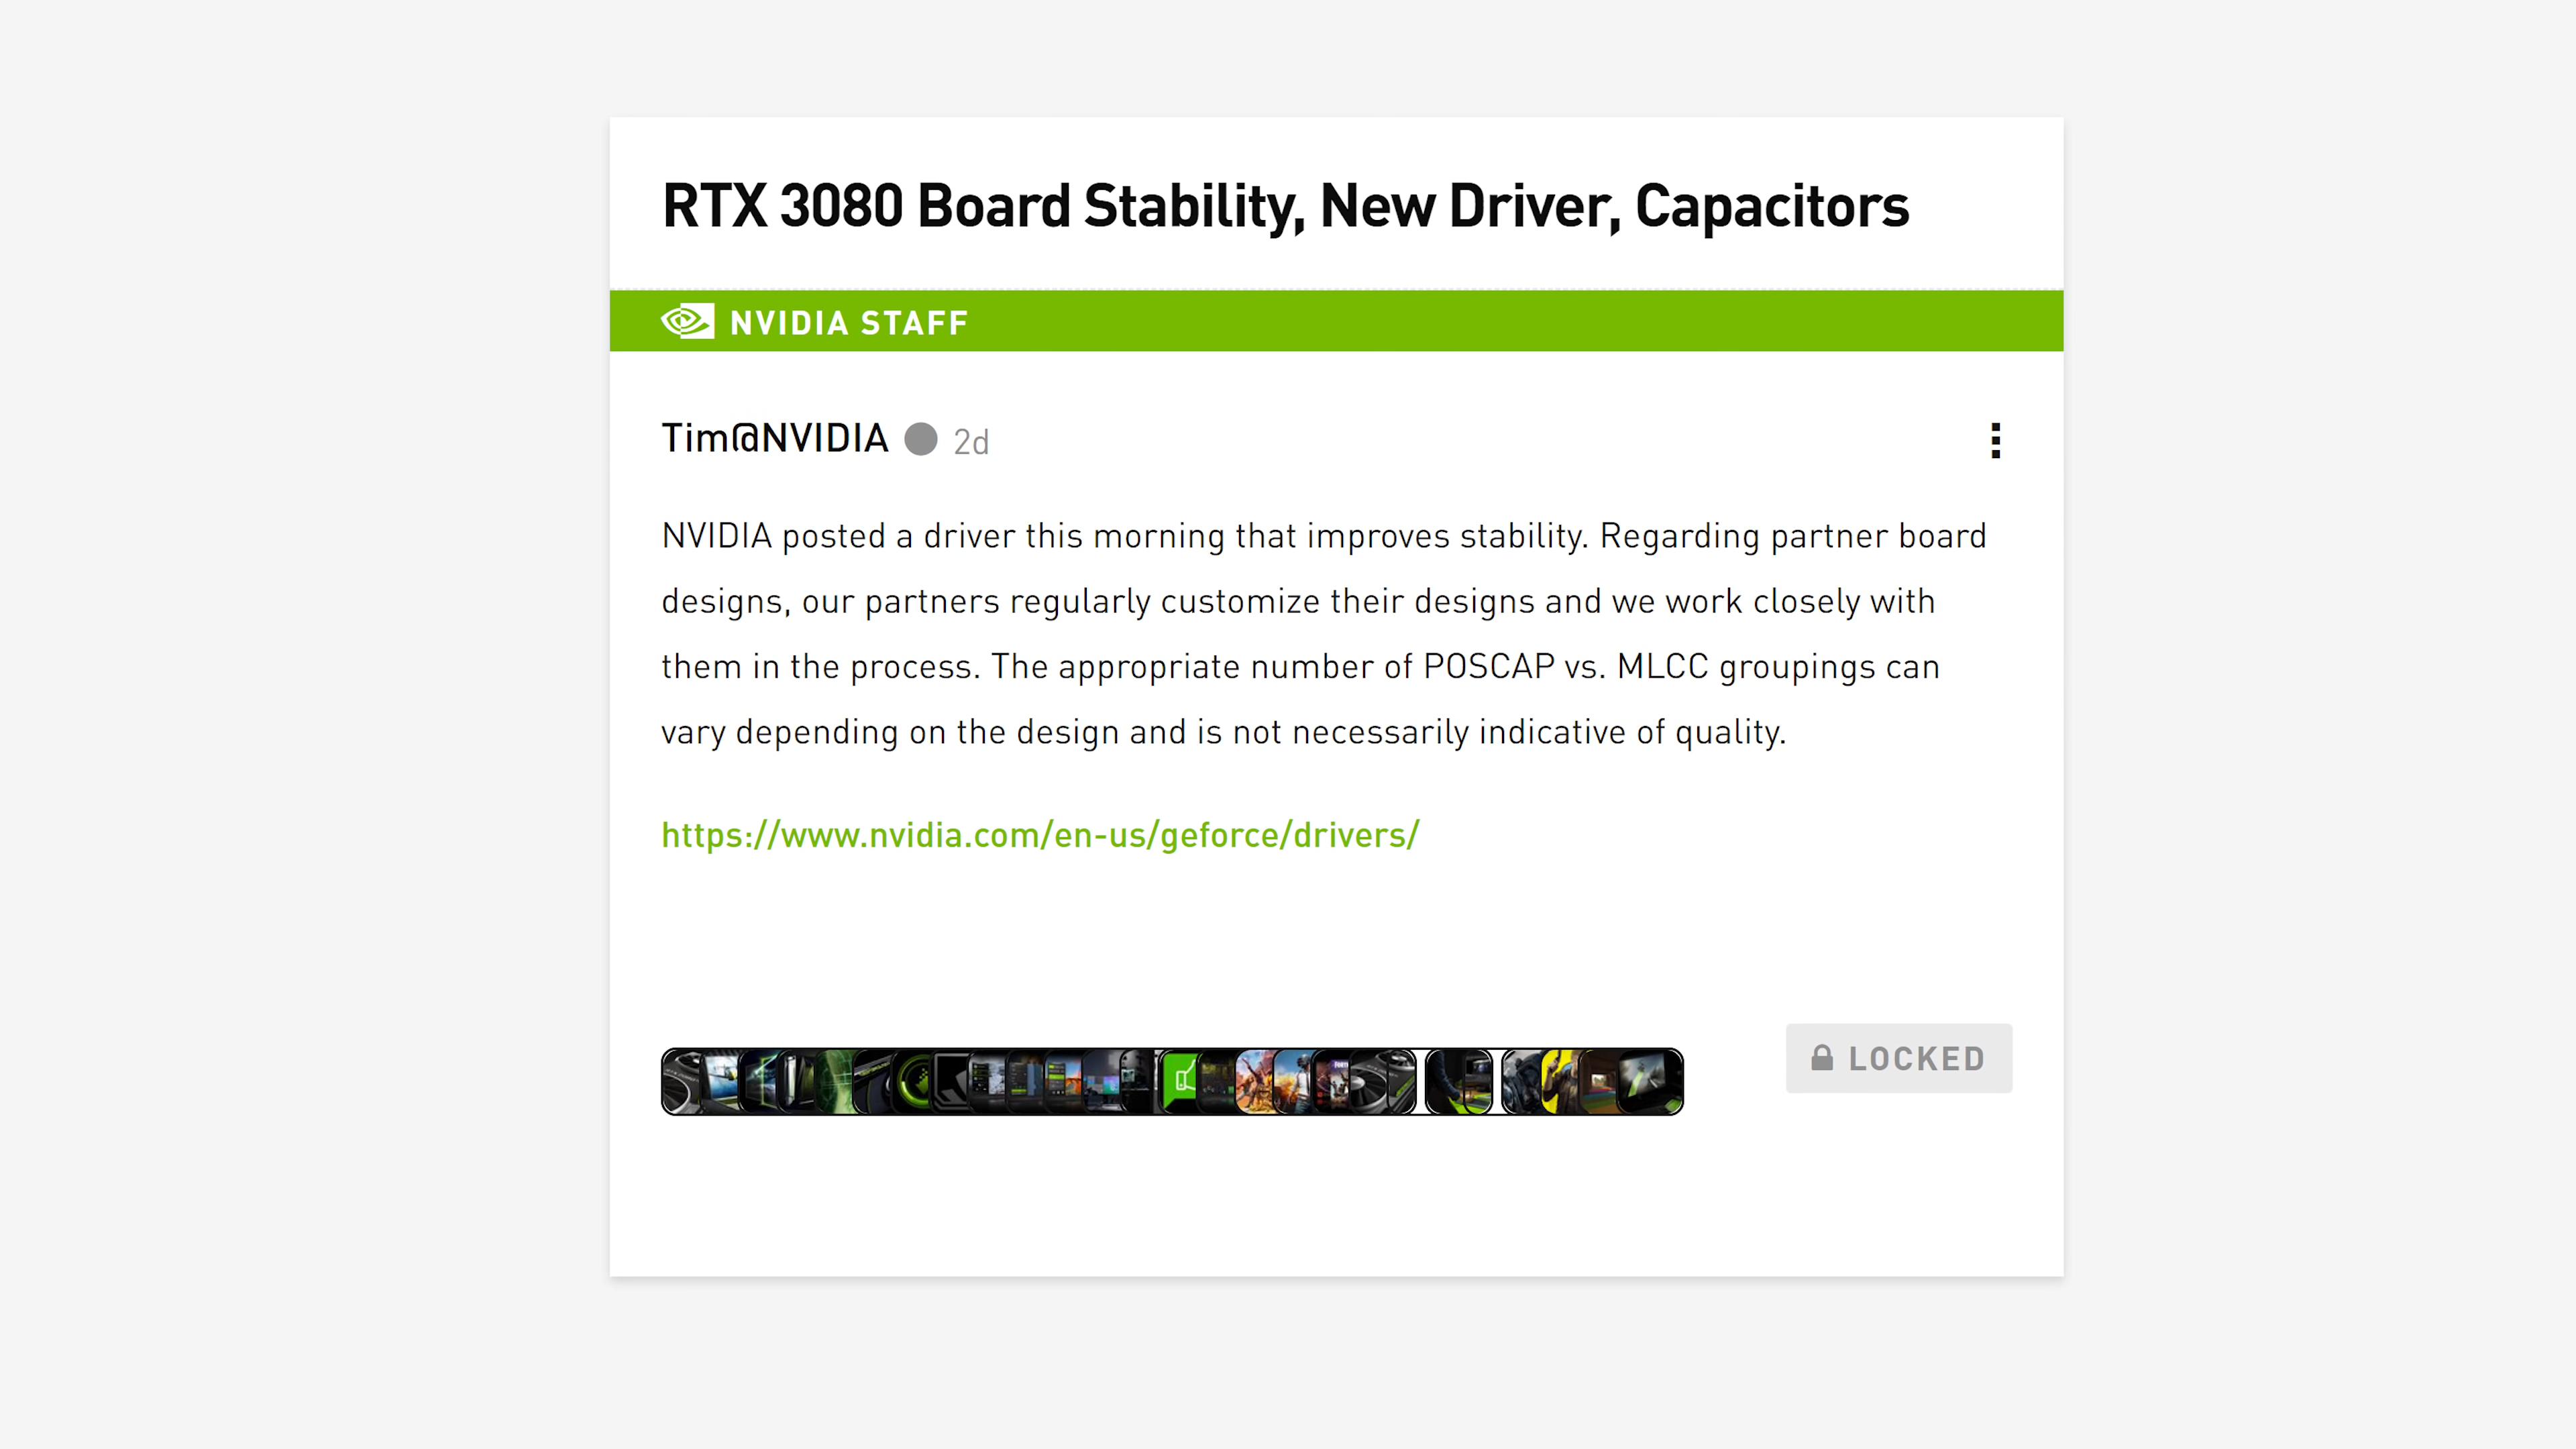 RTX 3080 Board Stability, New Driver, Capacitors
NVIDIA STAFF
Tim@NVIDIA 2d
NVIDIA posted a driver this morning that improves stability. Regarding partner board
designs, our partners regularly customize their designs and we work closely with
them in the process. The appropriate number of POSCAP vs. MLCC groupings can
vary depending on the design and is not necessarily indicative of quality.
https://www.nvidia.com/en-us/geforce/drivers/
LOCKED